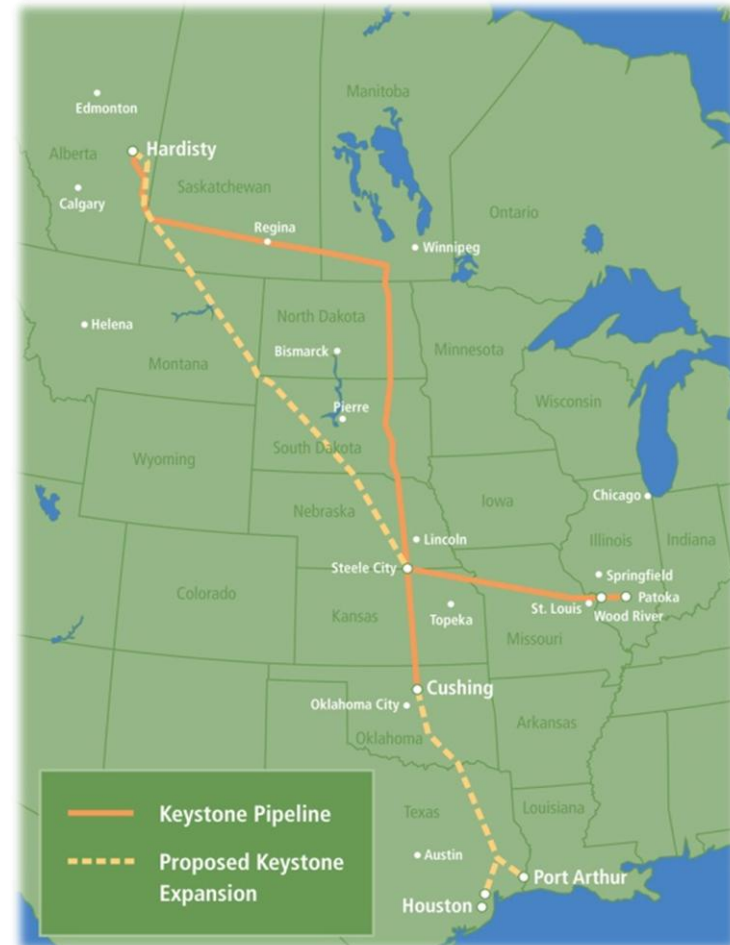 Manitoba
Edmonton
Hardisty
Alberta
Saskatchewan
Calgary
Ontario
Regina
Winnipeg
North Dakota
Helena
Bismarck
Minnesota
Montana
Pierre
Wisconsin
South Dakota
Wyoming
Chicago
Iowa
Nebraska
Lincoln
Illinois
Indiana
Steele City
Springfield
Colorado
Patoka
Kansas
St. Louis
Wood River
Topeka
Missouri
Cushing
Oklahoma City
Arkansas
Oklahoma
Texas
Louisiana
Keystone Pipeline
Austin
Proposed Keystone
Expansion
Port Arthur
Houston